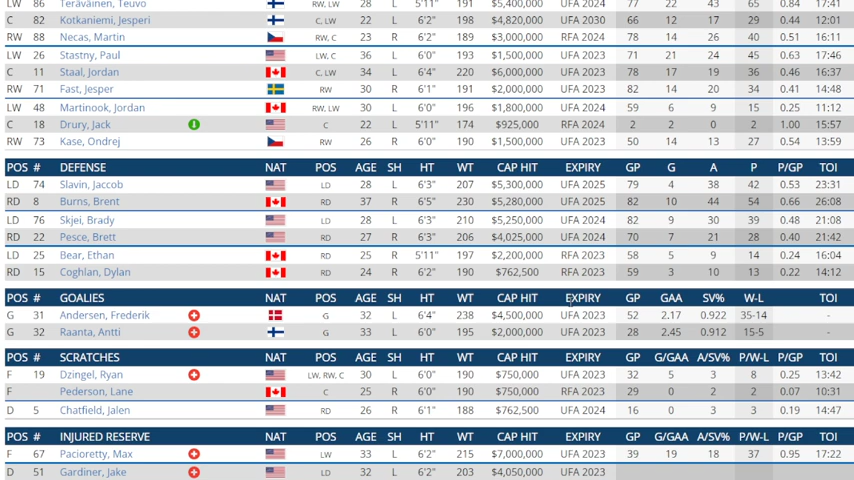 LW 86 Teräväinen, Teuvo RW, LW 28 L 5'11" 191 $5,400,000 UFA 2024 77 22 43 65 0.84 17:11
C 82 Kotkaniemi, Jesperi C, LW 22 L 6'2" 198 $4,820,000 UFA 2030 66 12 17 29 0.44 12:01
RW 88 Necas, Martin RW, C 23 R 6'2" 189 $3,000,000 RFA 2024 78 14 26 40 0.51 16:11
LW 26 Stastny, Paul LW, C 36 L 6'0" 193 $1,500,000 UFA 2023 71 21 24 45 0.63 17:46
C 11 Staal, Jordan C, LW 34 L 6'4" 220 $6,000,000 UFA 2023 78 17 19 36 0.46 16:37
RW 71 Fast, Jesper RW 30 R 6'1" 191 $2,000,000 UFA 2023 82 14 20 34 0.41 14:48
LW 48 Martinook, Jordan RW, LW 30 L 6'0" 196 $1,800,000 UFA 2024 59 6 9 15 0.25 11:12
C 18 Drury, Jack C 22 L 5'11" 174 $925,000 RFA 2024 2 2 0 2 1.00 15:57
RW 73 Kase, Ondrej RW 26 R 6'0" 190 $1,500,000 UFA 2023 50 14 13 27 0.54 13:59
POS # DEFENSE NAT POS AGE SH HT WT CAP HIT EXPIRY GP G A P P/GP TOI
LD 74 Slavin, Jaccob LD 28 L 6'3" 207 $5,300,000 UFA 2025 79 4 38 42 0.53 23:31
RD 8 Burns, Brent RD 37 R 6'5" 230 $5,280,000 UFA 2025 82 10 44 54 0.66 26:08
LD 76 Skjei, Brady LD 28 L 6'3" 210 $5,250,000 UFA 2024 82 9 30 39 0.48 21:08
RD 22 Pesce, Brett RD 27 R 6'3" 206 $4,025,000 UFA 2024 70 7 21 28 0.40 21:42
LD 25 Bear, Ethan RD 25 R 5'11" 197 $2,200,000 RFA 2023 58 5 9 14 0.24 16:04
RD 15 Coghlan, Dylan RD 24 R 6'2" 190 $762,500 RFA 2023 59 3 10 13 0.22 14:12
POS # GOALIES NAT POS AGE SH HT WT CAP HIT EXPIRY GP GAA SV% W-L TOI
G 31 Andersen, Frederik G 32 L 6'4" 238 $4,500,000 UFA 2023 52 2.17 0.922 35-14 -
G 32 Raanta, Antti G 33 L 6'0" 195 $2,000,000 UFA 2023 28 2.45 0.912 15-5 -
POS # SCRATCHES NAT POS AGE SH HT WT CAP HIT EXPIRY GP G/GAA A/SV% P/W-L P/GP TOI
F 19 Dzingel, Ryan LW, RW, C 30 L 6'0" 190 $750,000 UFA 2023 32 5 3 8 0.25 13:42
F Pederson, Lane C 25 R 6'0" 190 $750,000 RFA 2023 29 0 2 2 0.07 10:31
D 5 Chatfield, Jalen RD 26 R 6'1" 188 $762,500 UFA 2024 16 0 3 3 0.19 14:47
POS # INJURED RESERVE NAT POS AGE SH HT WT CAP HIT EXPIRY GP G/GAA A/SV% P/W-L P/GP TOI
F 67 Pacioretty, Max LW 33 L 6'2" 215 $7,000,000 UFA 2023 39 19 18 37 0.95 17:22
D 51 Gardiner, Jake LD 32 L 6'2" 203 $4,050,000 UFA 2023